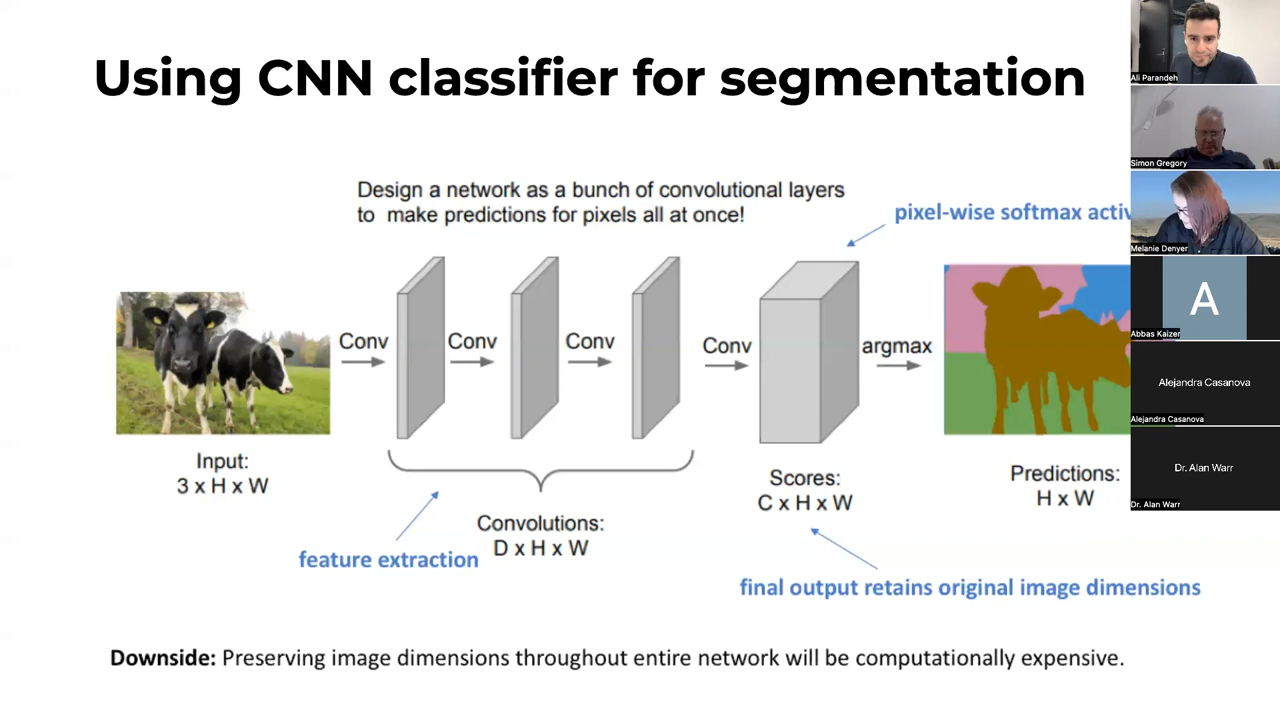 Using CNN classifier for segmentation
Design a network as a bunch of convolutional layers
to make predictions for pixels all at once!
pixel-wise softmax activ
Conv
Conv
Conv
Conv
argmax
Input:
3 x H x W
Convolutions:
D x H x W
feature extraction
Scores:
C x H x W
Predictions:
H x W
final output retains original image dimensions
Downside: Preserving image dimensions throughout entire network will be computationally expensive.
Ali Parandeh
Simon Gregory
Melanie Denyer
A
Abbas Kaizer
Alejandra Casanova
Alejandra Casanova
Dr. Alan Warr
Dr. Alan Warr